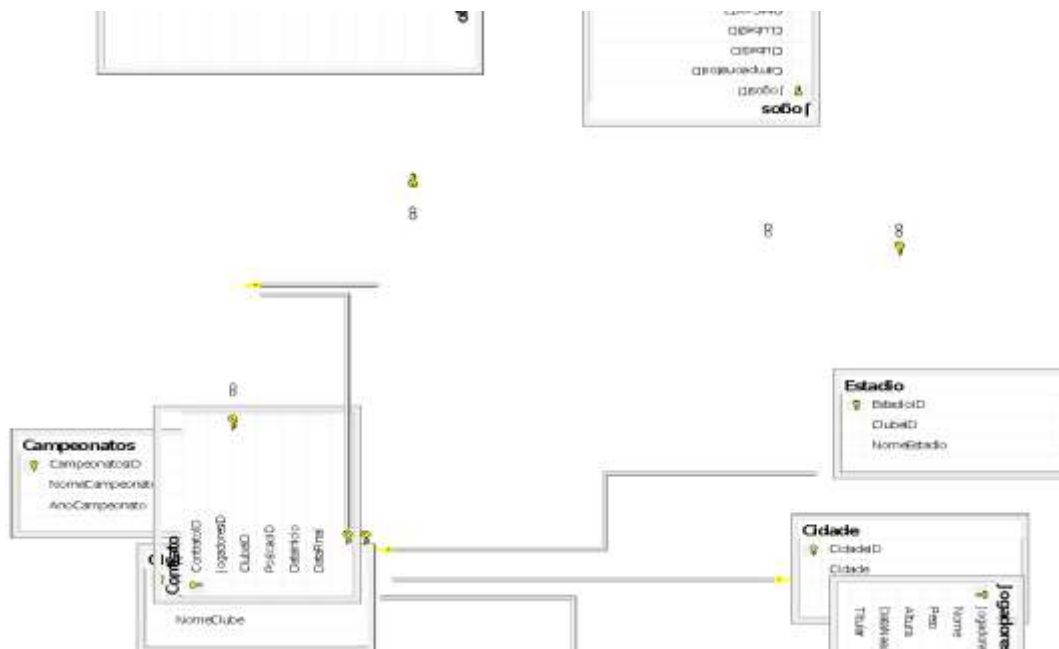 ClubeID
ClubeID
CampeonatosID
JogosID
Jogos
Estadio
EstadioID
ClubeID
NomeEstadio
Campeonatos
CampeonatosID
NomeCampeonato
AnoCampeonato
Contrato
ContratoID
JogadoresID
ClubeID
PosicaoID
DataInicio
DataFinal
NomeClube
Cidade
CidadeID
Cidade
Jogadores
Nome
Peso
Altura
Titular